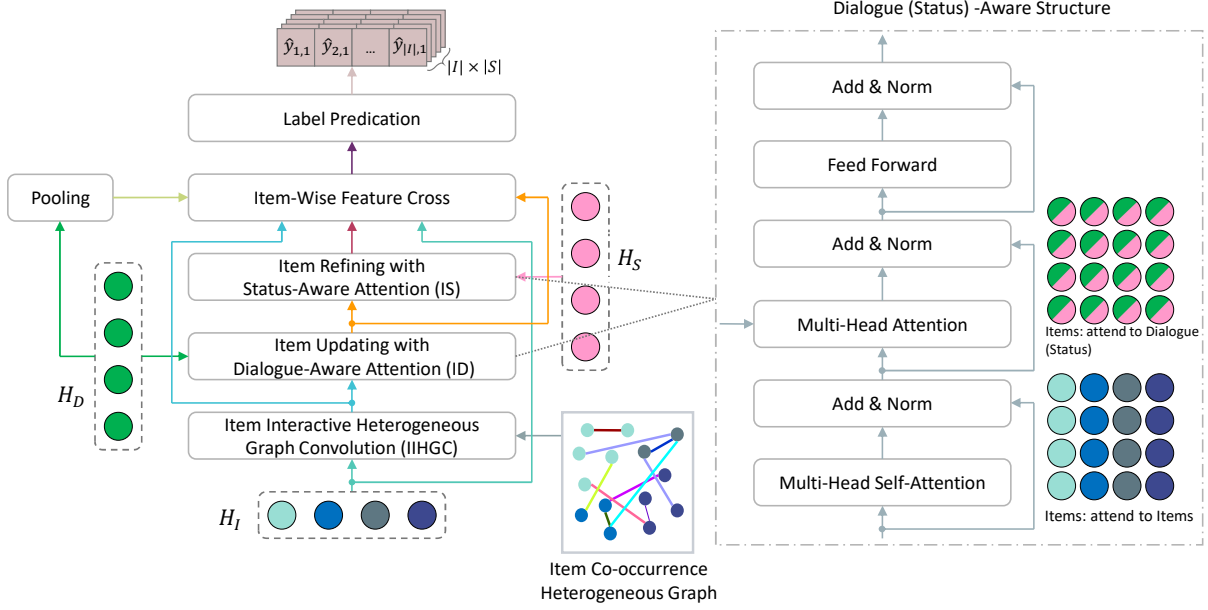 Dialogue (Status) -Aware Structure
ŷ1,1 ŷ2,1 ... ŷ|I|,1
|I| × |S|
Label Predication
Pooling
Item-Wise Feature Cross
Item Refining with
Status-Aware Attention (IS)
H_S
Item Updating with
Dialogue-Aware Attention (ID)
H_D
Item Interactive Heterogeneous
Graph Convolution (IIHGC)
H_I
Item Co-occurrence
Heterogeneous Graph
Add & Norm
Feed Forward
Add & Norm
Multi-Head Attention
Items: attend to Dialogue
(Status)
Add & Norm
Multi-Head Self-Attention
Items: attend to Items